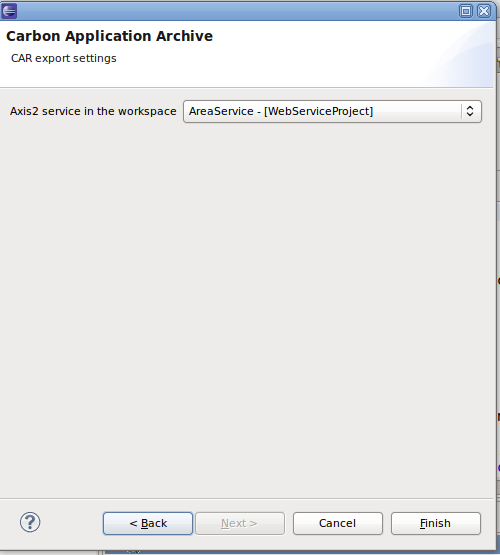 Carbon Application Archive
CAR export settings
Axis2 service in the workspace AreaService - [WebServiceProject]
< Back Next > Cancel Finish